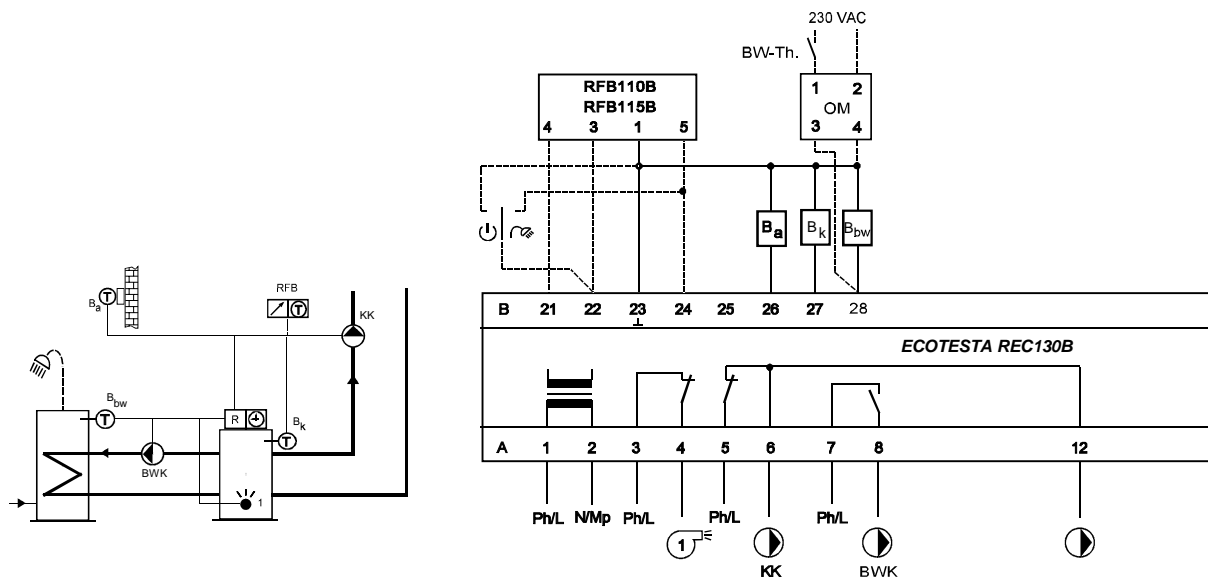 230 VAC
BW-Th.
RFB110B
RFB115B
4 3 1 5
1 2
OM
3 4
Ba
Bk
Bbw
B 21 22 23 24 25 26 27 28
ECOTESTA REC130B
A 1 2 3 4 5 6 7 8 12
Ph/L N/Mp Ph/L Ph/L Ph/L
1
KK
BWK
Ba
T
RFB
T
KK
Bbw
T
R
Bk
T
BWK
1